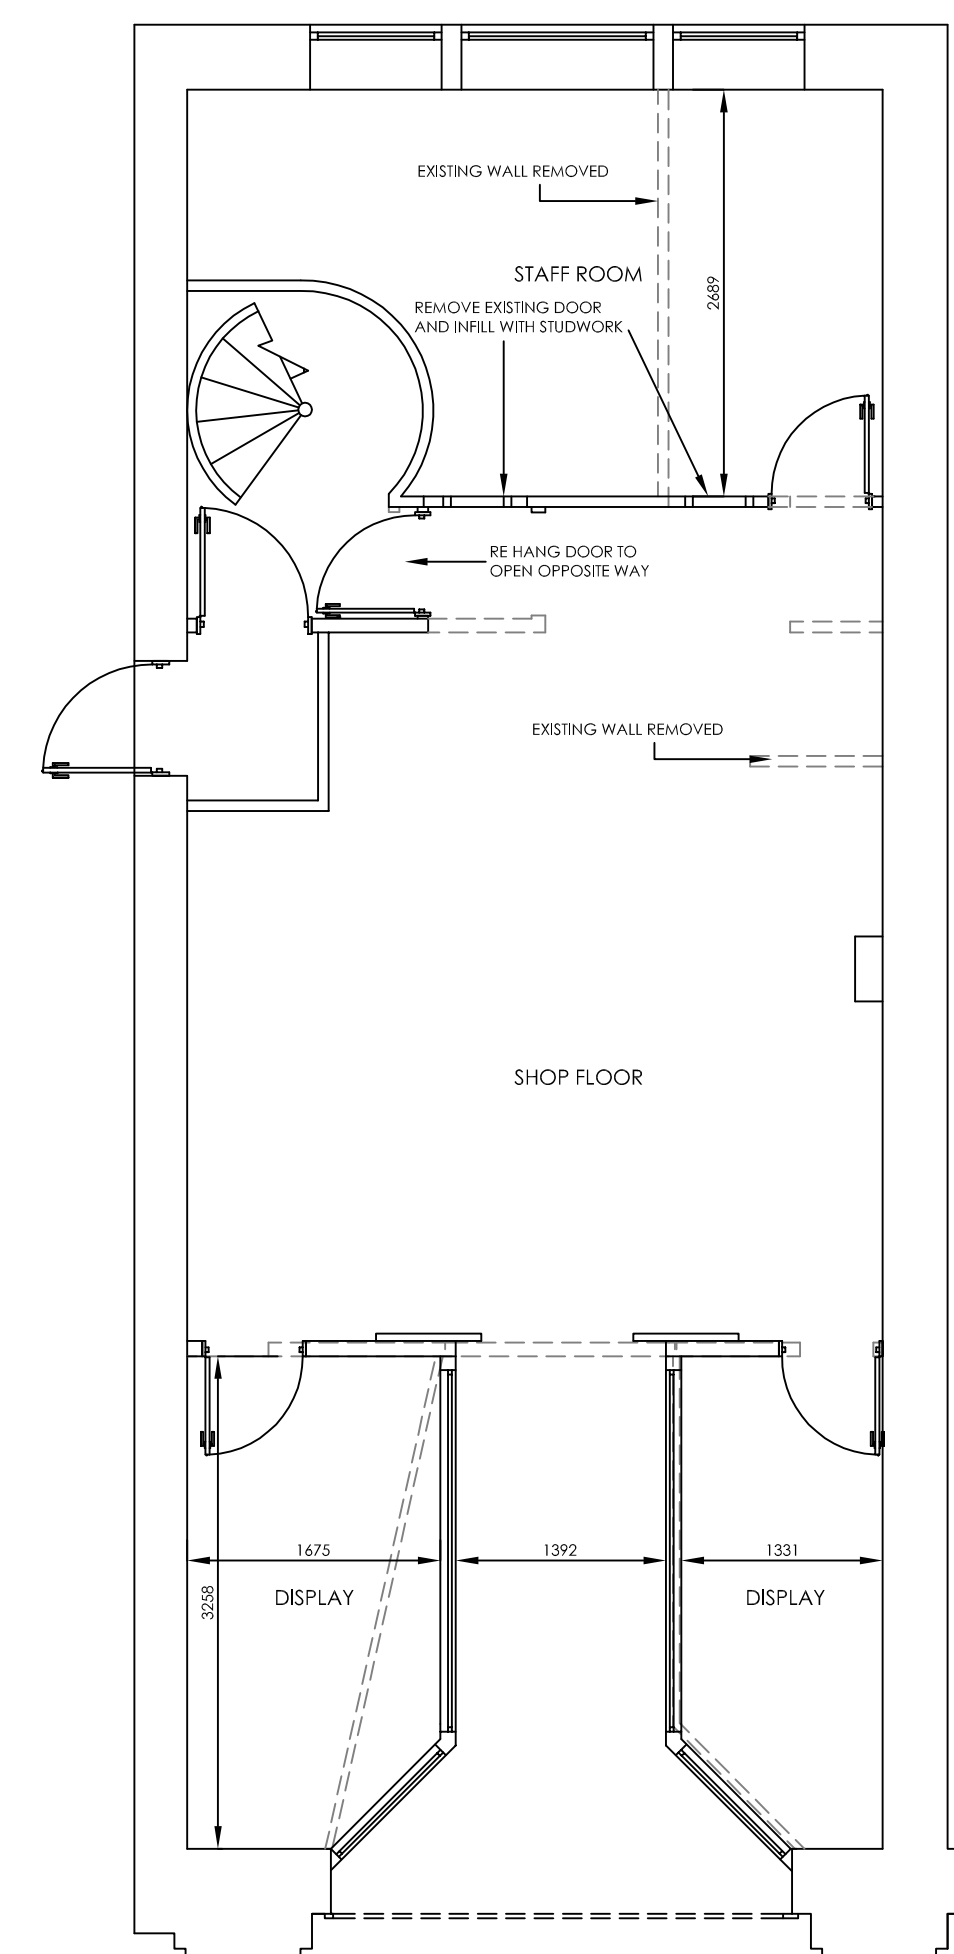 EXISTING WALL REMOVED
STAFF ROOM
2689
REMOVE EXISTING DOOR
AND INFILL WITH STUDWORK
RE HANG DOOR TO
OPEN OPPOSITE WAY
EXISTING WALL REMOVED
SHOP FLOOR
1675
1392
1331
3258
DISPLAY
DISPLAY